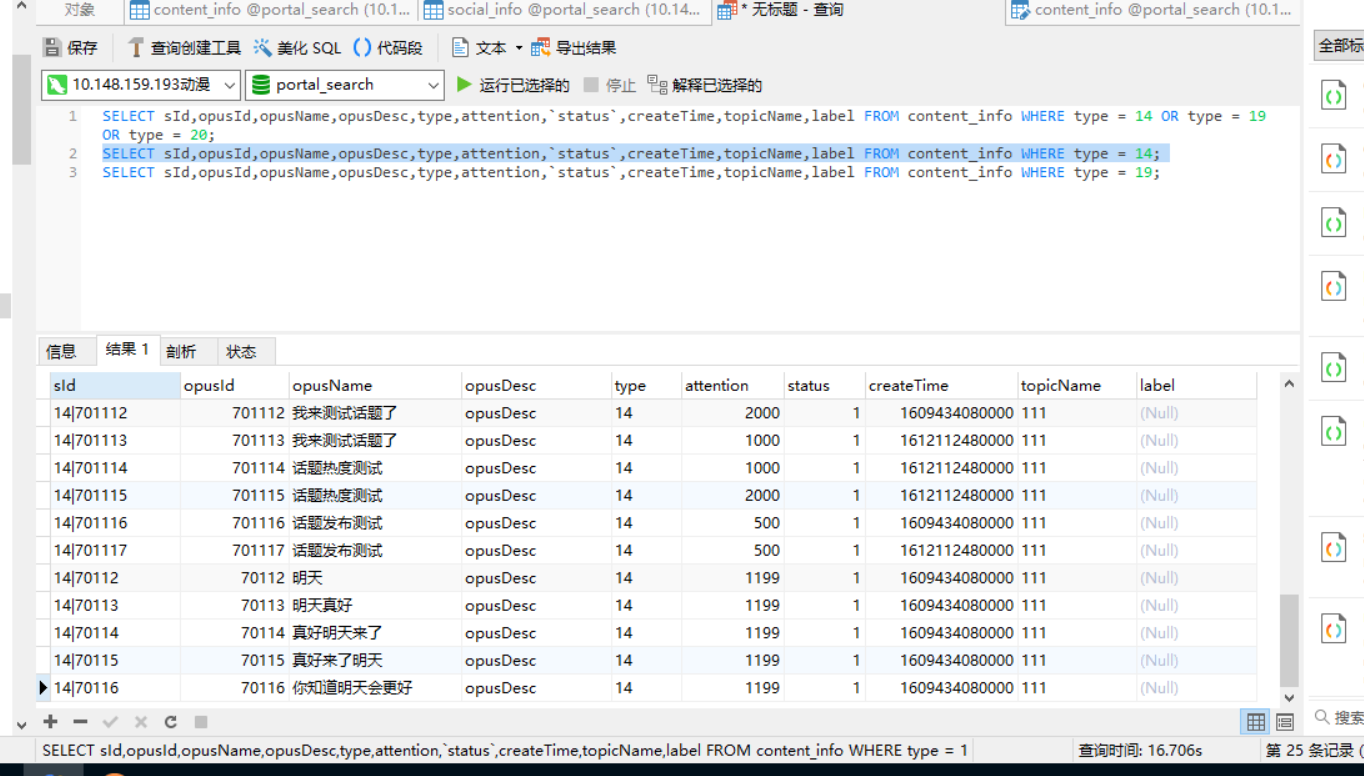 对象 content_info @portal_search (10.1... social_info @portal_search (10.14... * 无标题 - 查询 content_info @portal_search (10.1...
保存 查询创建工具 美化 SQL () 代码段 文本 导出结果 全部标
10.148.159.193动漫 portal_search 运行已选择的 停止 解释已选择的
1 SELECT sId,opusId,opusName,opusDesc,type,attention,`status`,createTime,topicName,label FROM content_info WHERE type = 14 OR type = 19
OR type = 20;
2 SELECT sId,opusId,opusName,opusDesc,type,attention,`status`,createTime,topicName,label FROM content_info WHERE type = 14;
3 SELECT sId,opusId,opusName,opusDesc,type,attention,`status`,createTime,topicName,label FROM content_info WHERE type = 19;
信息 结果 1 剖析 状态
sId opusId opusName opusDesc type attention status createTime topicName label
14|701112 701112 我来测试话题了 opusDesc 14 2000 1 1609434080000 111 (Null)
14|701113 701113 我来测试话题了 opusDesc 14 1000 1 1612112480000 111 (Null)
14|701114 701114 话题热度测试 opusDesc 14 1000 1 1612112480000 111 (Null)
14|701115 701115 话题热度测试 opusDesc 14 2000 1 1612112480000 111 (Null)
14|701116 701116 话题发布测试 opusDesc 14 500 1 1609434080000 111 (Null)
14|701117 701117 话题发布测试 opusDesc 14 500 1 1612112480000 111 (Null)
14|70112 70112 明天 opusDesc 14 1199 1 1609434080000 111 (Null)
14|70113 70113 明天真好 opusDesc 14 1199 1 1609434080000 111 (Null)
14|70114 70114 真好明天来了 opusDesc 14 1199 1 1609434080000 111 (Null)
14|70115 70115 真好来了明天 opusDesc 14 1199 1 1609434080000 111 (Null)
14|70116 70116 你知道明天会更好 opusDesc 14 1199 1 1609434080000 111 (Null)
搜索
SELECT sId,opusId,opusName,opusDesc,type,attention,`status`,createTime,topicName,label FROM content_info WHERE type = 1 查询时间: 16.706s 第 25 条记录 (